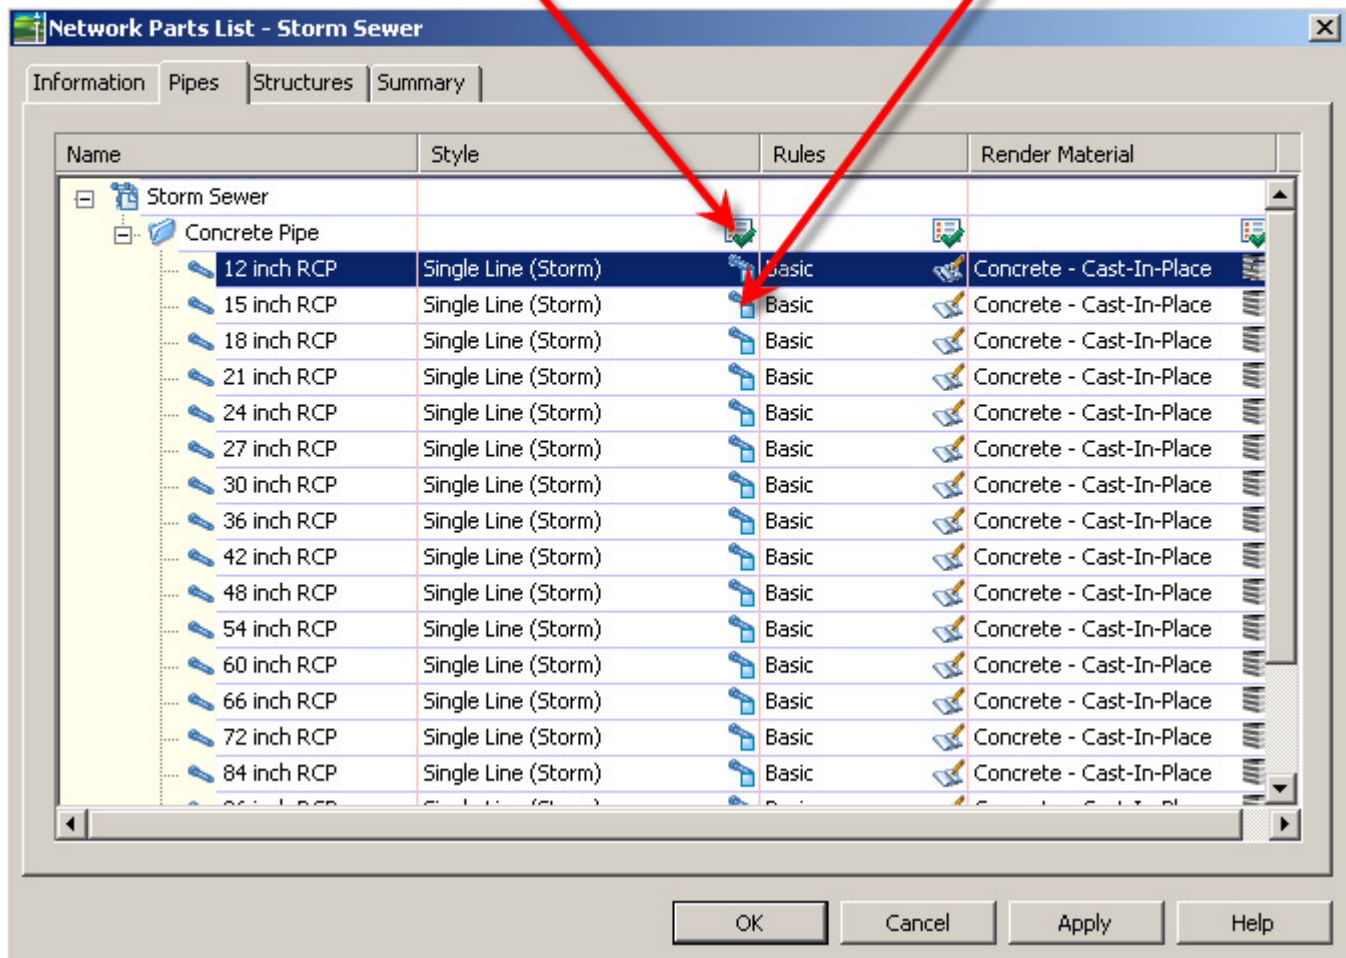 Network Parts List - Storm Sewer
Information Pipes Structures Summary
Name Style Rules Render Material
Storm Sewer
Concrete Pipe
12 inch RCP Single Line (Storm) Basic Concrete - Cast-In-Place
15 inch RCP Single Line (Storm) Basic Concrete - Cast-In-Place
18 inch RCP Single Line (Storm) Basic Concrete - Cast-In-Place
21 inch RCP Single Line (Storm) Basic Concrete - Cast-In-Place
24 inch RCP Single Line (Storm) Basic Concrete - Cast-In-Place
27 inch RCP Single Line (Storm) Basic Concrete - Cast-In-Place
30 inch RCP Single Line (Storm) Basic Concrete - Cast-In-Place
36 inch RCP Single Line (Storm) Basic Concrete - Cast-In-Place
42 inch RCP Single Line (Storm) Basic Concrete - Cast-In-Place
48 inch RCP Single Line (Storm) Basic Concrete - Cast-In-Place
54 inch RCP Single Line (Storm) Basic Concrete - Cast-In-Place
60 inch RCP Single Line (Storm) Basic Concrete - Cast-In-Place
66 inch RCP Single Line (Storm) Basic Concrete - Cast-In-Place
72 inch RCP Single Line (Storm) Basic Concrete - Cast-In-Place
84 inch RCP Single Line (Storm) Basic Concrete - Cast-In-Place
OK Cancel Apply Help